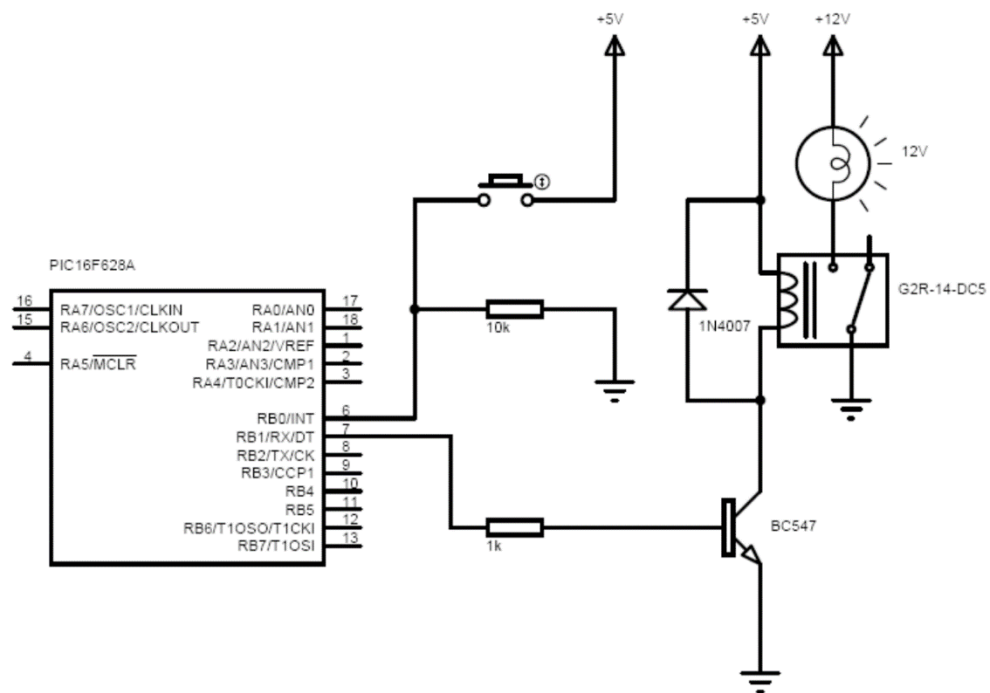 +5V
+5V
+12V
12V
PIC16F628A
16
RA7/OSC1/CLKIN
15
RA6/OSC2/CLKOUT
4
RA5/MCLR
RA0/AN0
17
RA1/AN1
18
RA2/AN2/VREF
1
RA3/AN3/CMP1
2
RA4/T0CKI/CMP2
3
RB0/INT
6
RB1/RX/DT
7
RB2/TX/CK
8
RB3/CCP1
9
RB4
10
RB5
11
RB6/T1OSO/T1CKI
12
RB7/T1OSI
13
10k
1k
1N4007
G2R-14-DC5
BC547